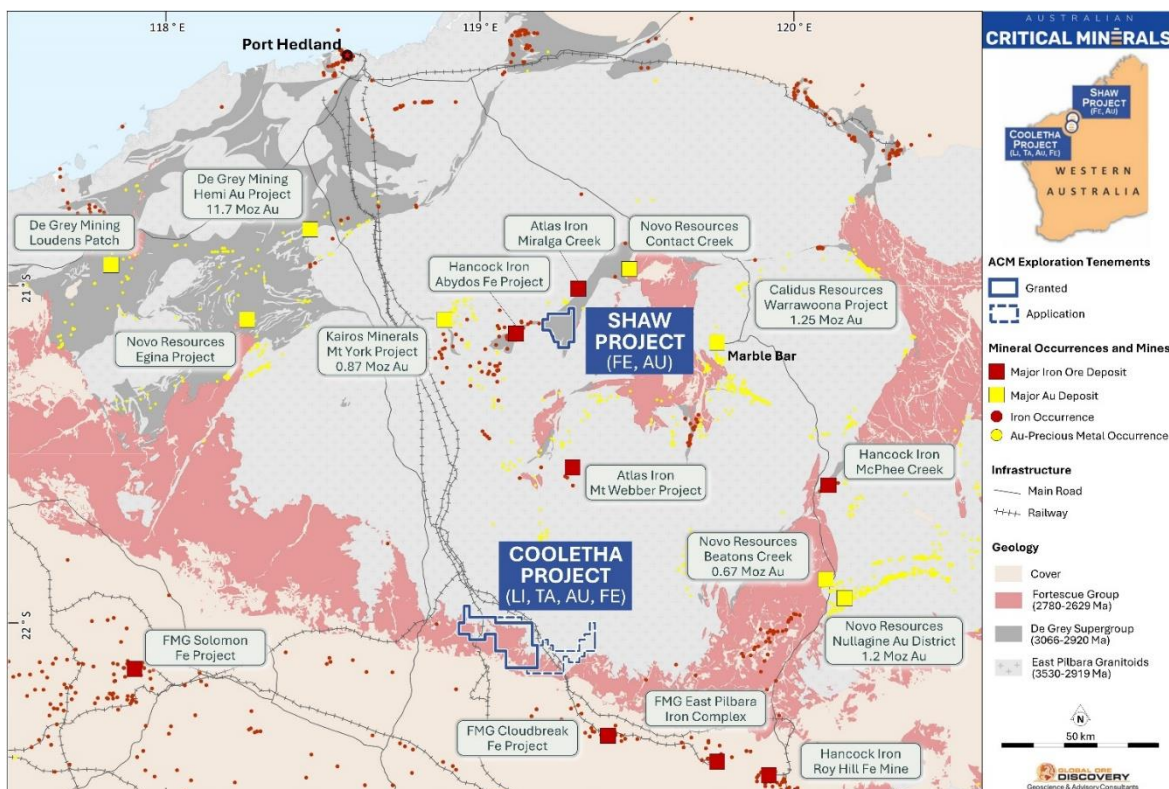 118° E
119° E
120° E
21° S
22° S
Port Hedland
De Grey Mining
Hemi Au Project
11.7 Moz Au
De Grey Mining
Loudens Patch
Atlas Iron
Miralga Creek
Novo Resources
Contact Creek
Hancock Iron
Abydos Fe Project
Calidus Resources
Warrawoona Project
1.25 Moz Au
Novo Resources
Egina Project
Kairos Minerals
Mt York Project
0.87 Moz Au
SHAW
PROJECT
(FE, AU)
Marble Bar
Atlas Iron
Mt Webber Project
Hancock Iron
McPhee Creek
Novo Resources
Beatons Creek
0.67 Moz Au
COOLETHA
PROJECT
(LI, TA, AU, FE)
Novo Resources
Nullagine Au District
1.2 Moz Au
FMG Solomon
Fe Project
FMG East Pilbara
Iron Complex
FMG Cloudbreak
Fe Project
Hancock Iron
Roy Hill Fe Mine
AUSTRALIAN
CRITICAL MINERALS
SHAW
PROJECT
(FE, AU)
COOLETHA
PROJECT
(LI, TA, AU, FE)
WESTERN
AUSTRALIA
ACM Exploration Tenements
Granted
Application
Mineral Occurrences and Mines
Major Iron Ore Deposit
Major Au Deposit
Iron Occurrence
Au-Precious Metal Occurrence
Infrastructure
Main Road
Railway
Geology
Cover
Fortescue Group
(2780-2629 Ma)
De Grey Supergroup
(3066-2920 Ma)
East Pilbara Granitoids
(3530-2919 Ma)
N
50 km
GLOBAL ORE
DISCOVERY
Geoscience & Advisory Consultants